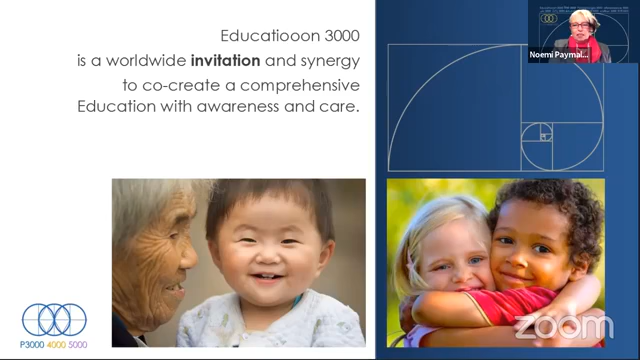 Educatiooon 3000
is a worldwide invitation and synergy
to co-create a comprehensive
Education with awareness and care.
Noemi Paymal...
P3000 4000 5000
zoom